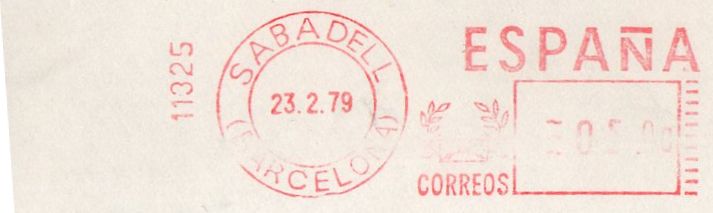 11325
SABADELL
23.2.79
(BARCELONA)
ESPAÑA
CORREOS